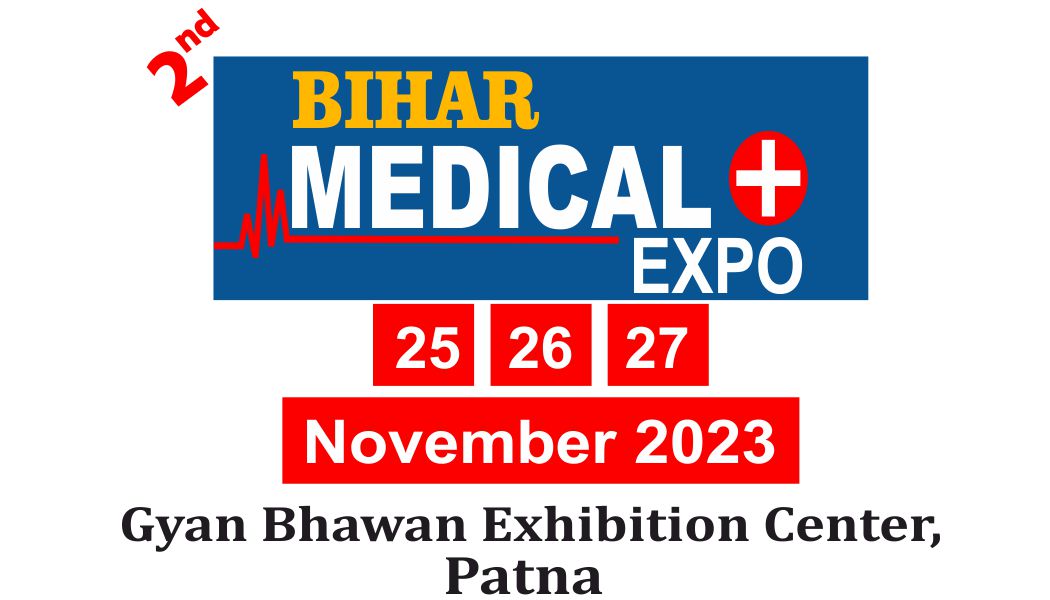 2nd
BIHAR
MEDICAL
EXPO
25 26 27
November 2023
Gyan Bhawan Exhibition Center,
Patna